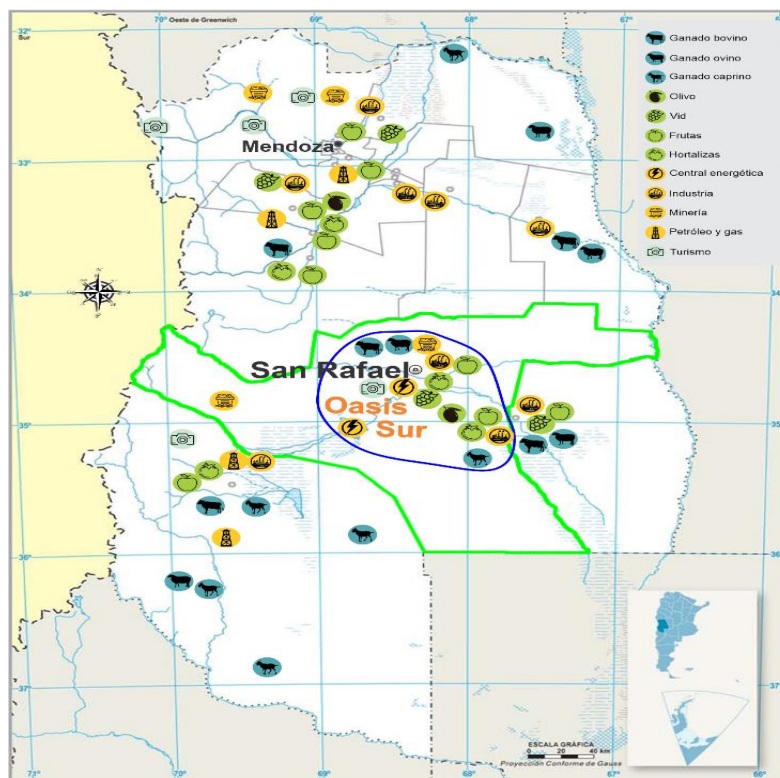 70° Oeste de Greenwich 69° 68° 67°
Sur
32°
33°
34°
35°
36°
37°
Ganado bovino
Ganado ovino
Ganado caprino
Olivo
Vid
Frutas
Hortalizas
Central energética
Industria
Minería
Petróleo y gas
Turismo
Mendoza
San Rafael
Oasis
Sur
36°
ESCALA GRÁFICA
0 20 40 km
Proyección Conforme de Gauss
71° 70° 69° 68° 67°